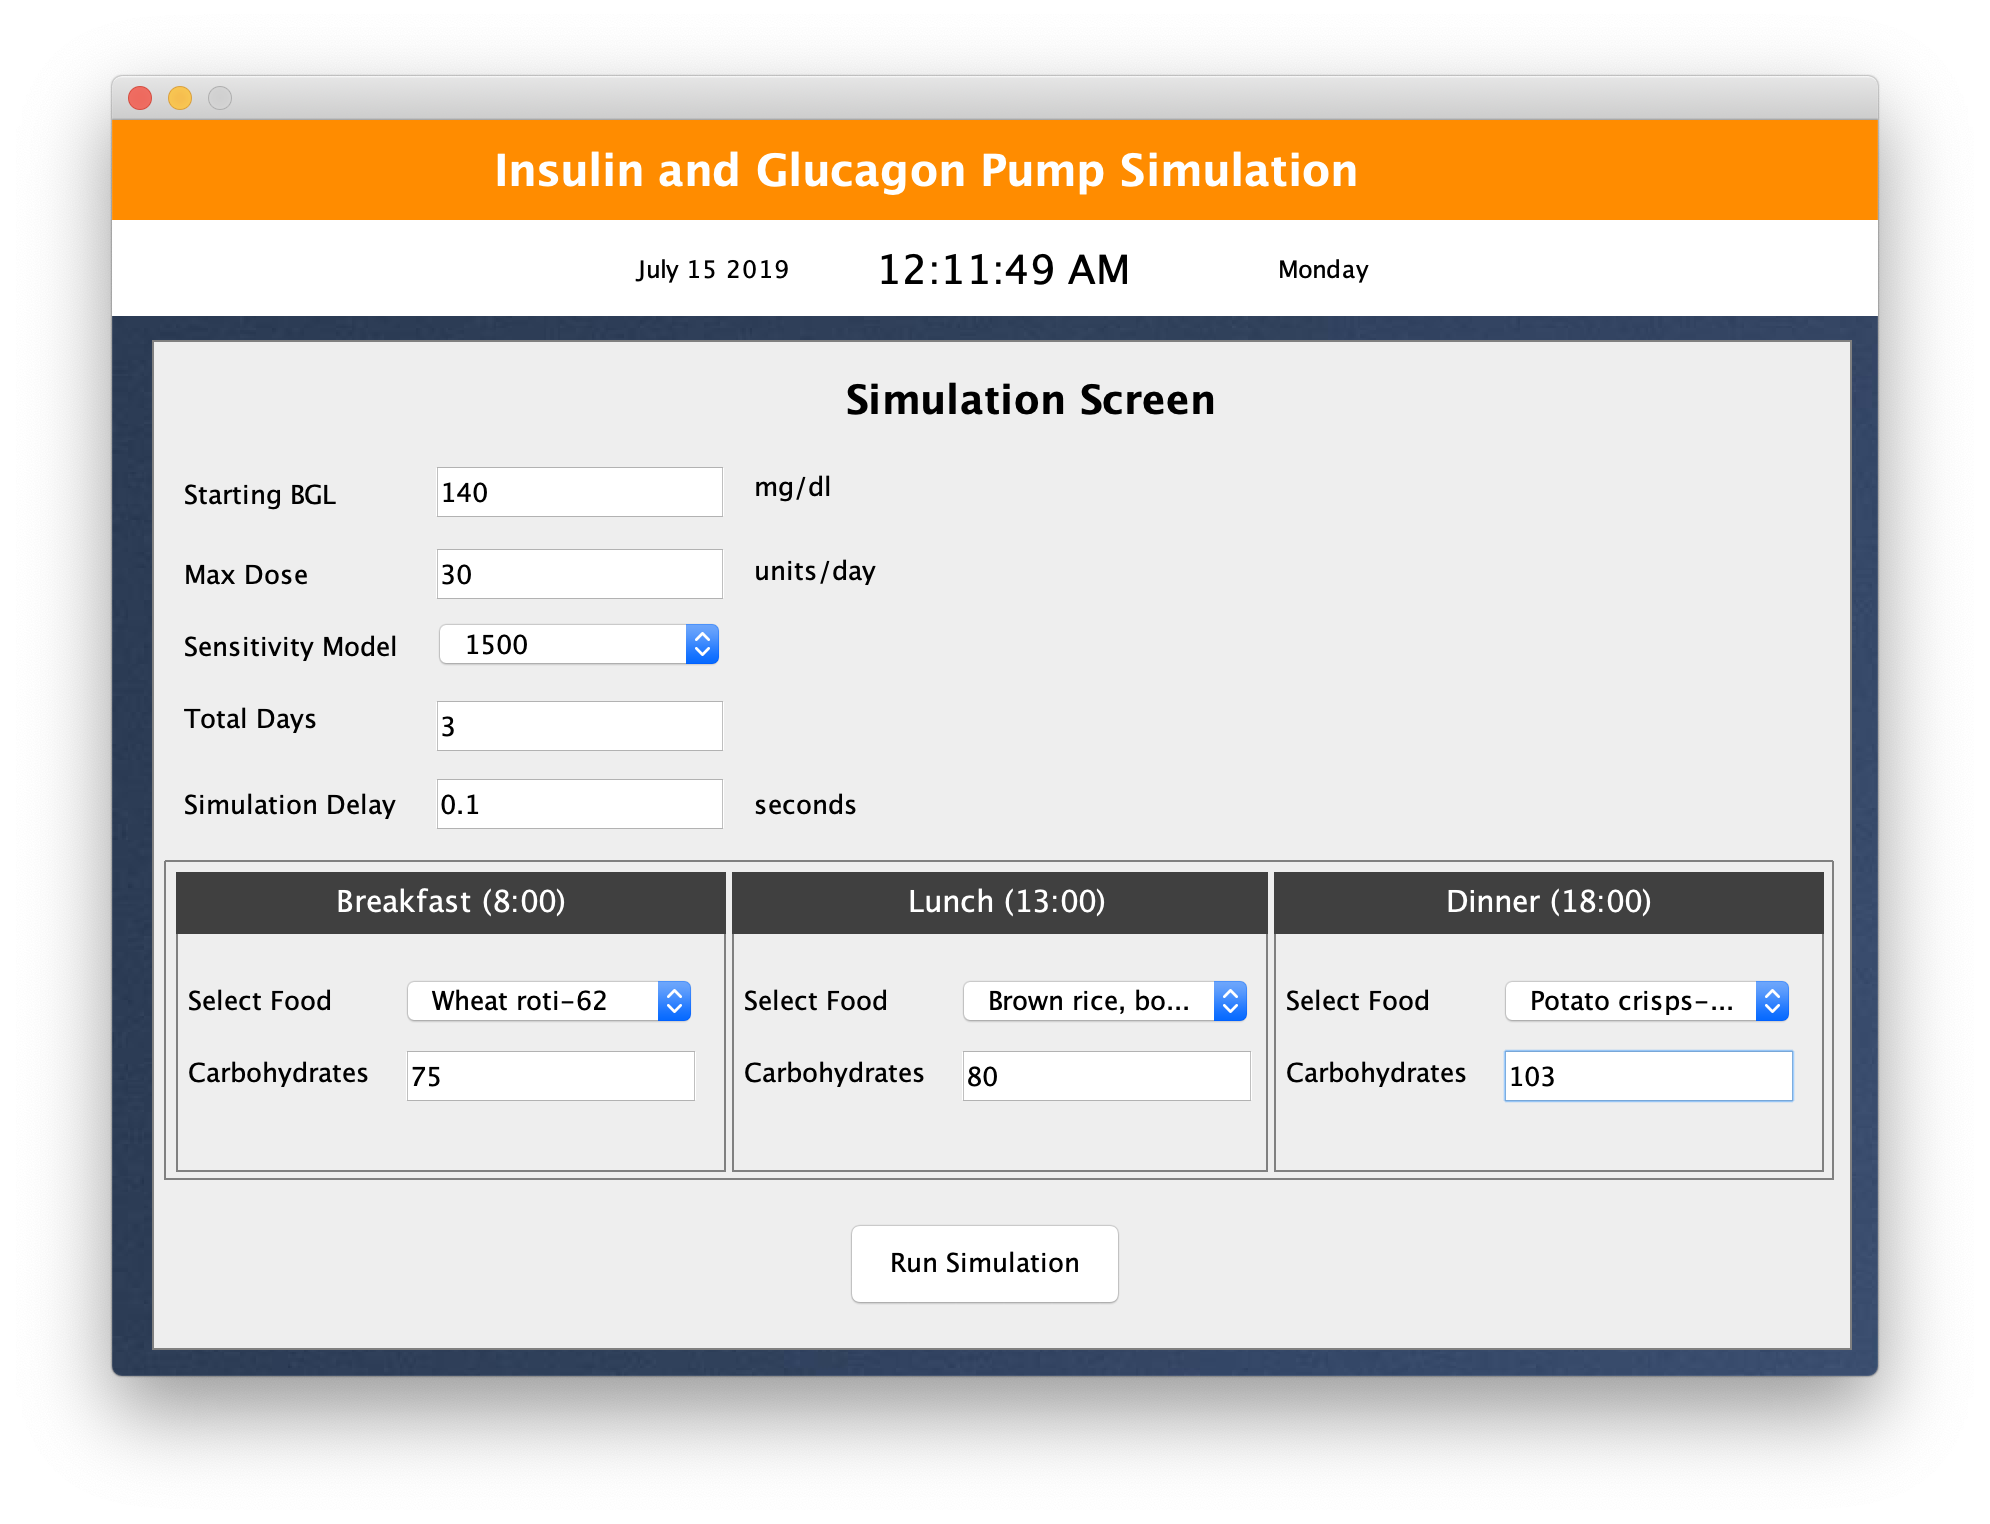 Insulin and Glucagon Pump Simulation
July 15 2019 12:11:49 AM Monday
Simulation Screen
Starting BGL 140 mg/dl
Max Dose 30 units/day
Sensitivity Model 1500
Total Days 3
Simulation Delay 0.1 seconds
Breakfast (8:00) Lunch (13:00) Dinner (18:00)
Select Food Wheat roti-62 Select Food Brown rice, bo... Select Food Potato crisps-...
Carbohydrates 75 Carbohydrates 80 Carbohydrates 103
Run Simulation